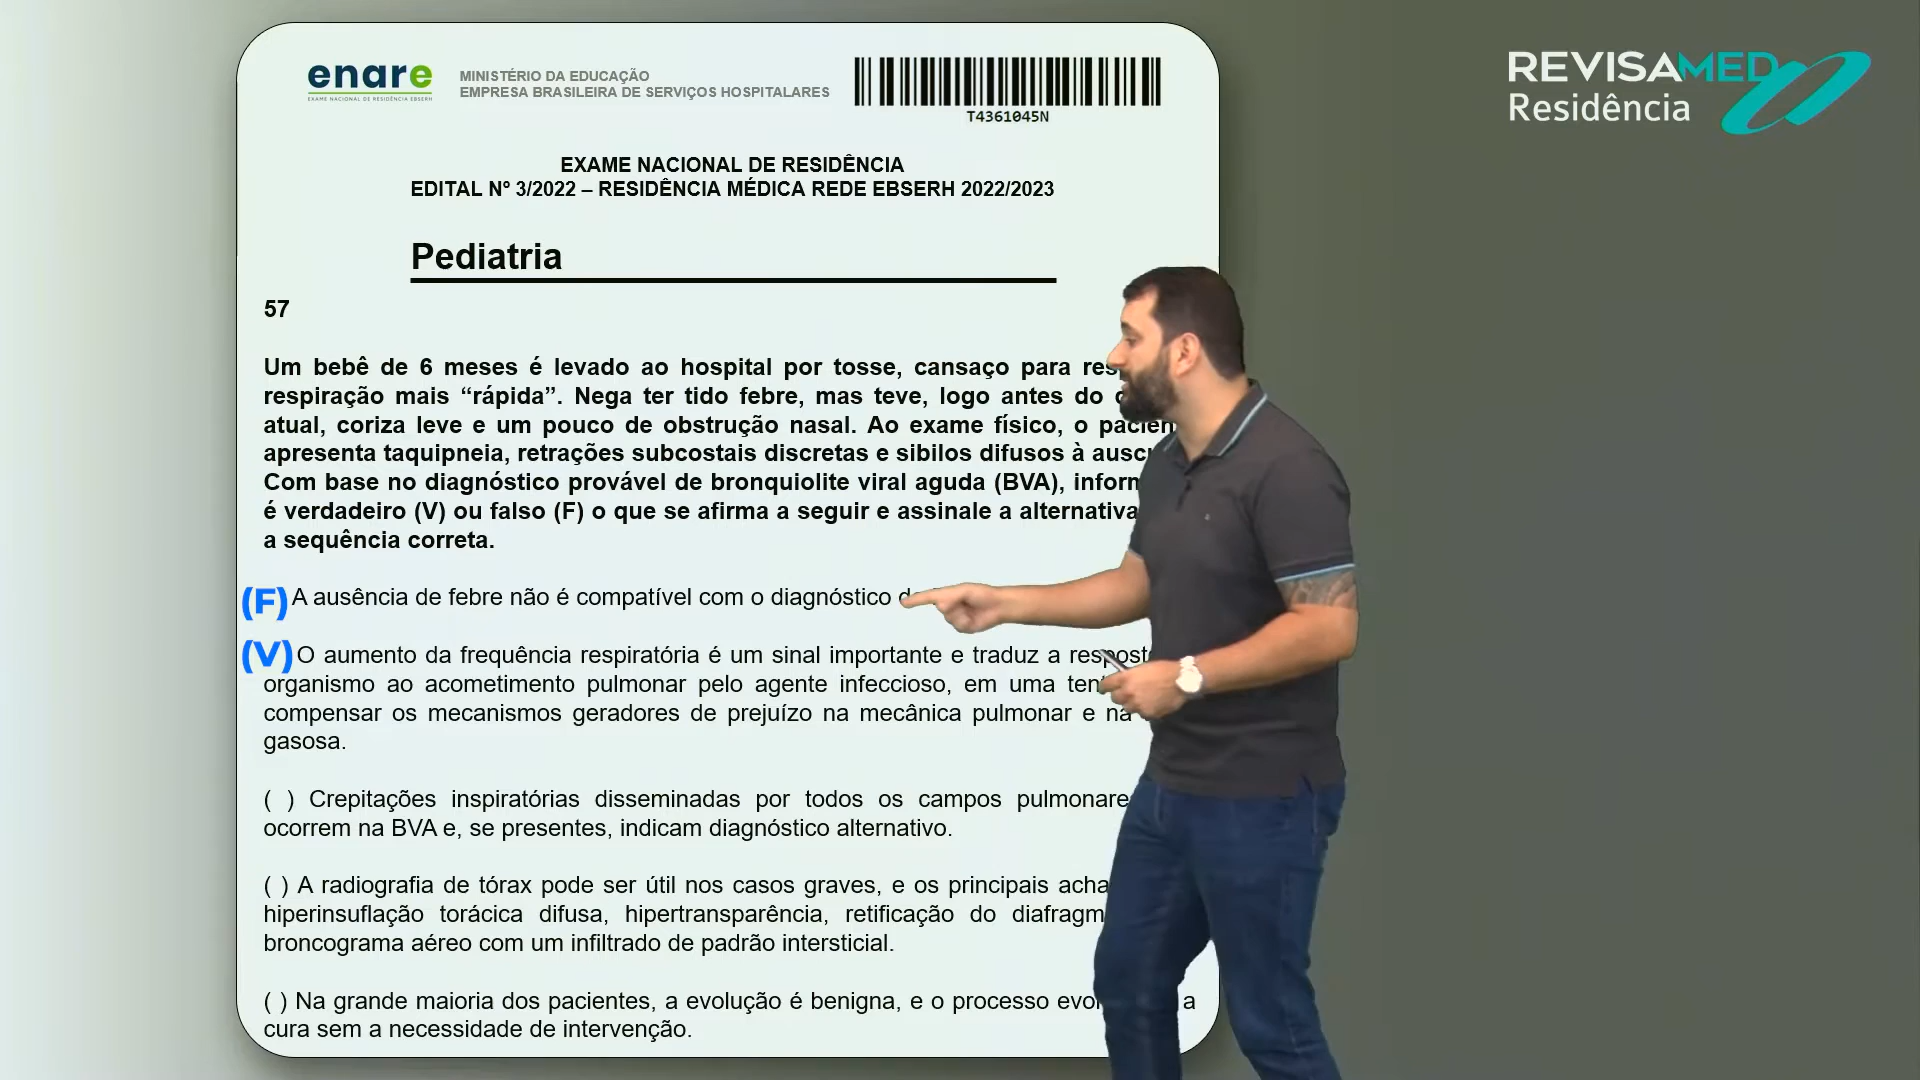 enare
EXAME NACIONAL DE RESIDÊNCIA EBSERH
MINISTÉRIO DA EDUCAÇÃO
EMPRESA BRASILEIRA DE SERVIÇOS HOSPITALARES
T4361045N
REVISAMED
Residência
EXAME NACIONAL DE RESIDÊNCIA
EDITAL Nº 3/2022 – RESIDÊNCIA MÉDICA REDE EBSERH 2022/2023
Pediatria
57
Um bebê de 6 meses é levado ao hospital por tosse, cansaço para
respiração mais “rápida”. Nega ter tido febre, mas teve, logo antes do
atual, coriza leve e um pouco de obstrução nasal. Ao exame físico, o
apresenta taquipneia, retrações subcostais discretas e sibilos difusos à
Com base no diagnóstico provável de bronquiolite viral aguda (BVA),
é verdadeiro (V) ou falso (F) o que se afirma a seguir e assinale a alternativa
a sequência correta.
(F) A ausência de febre não é compatível com o diagnóstico
(V) O aumento da frequência respiratória é um sinal importante e traduz a
organismo ao acometimento pulmonar pelo agente infeccioso, em uma
compensar os mecanismos geradores de prejuízo na mecânica pulmonar e na
gasosa.
( ) Crepitações inspiratórias disseminadas por todos os campos
ocorrem na BVA e, se presentes, indicam diagnóstico alternativo.
( ) A radiografia de tórax pode ser útil nos casos graves, e os principais
hiperinsuflação torácica difusa, hipertransparência, retificação do
broncograma aéreo com um infiltrado de padrão intersticial.
( ) Na grande maioria dos pacientes, a evolução é benigna, e o processo a
cura sem a necessidade de intervenção.